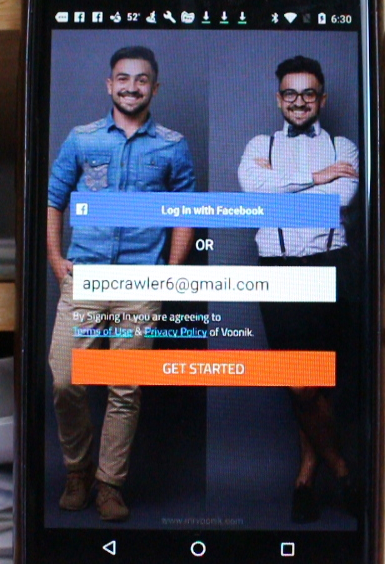 52°
6:30
Log in with Facebook
OR
appcrawler6@gmail.com
By Signing In you are agreeing to
Terms of Use & Privacy Policy of Voonik.
GET STARTED
www.mrvoonik.com